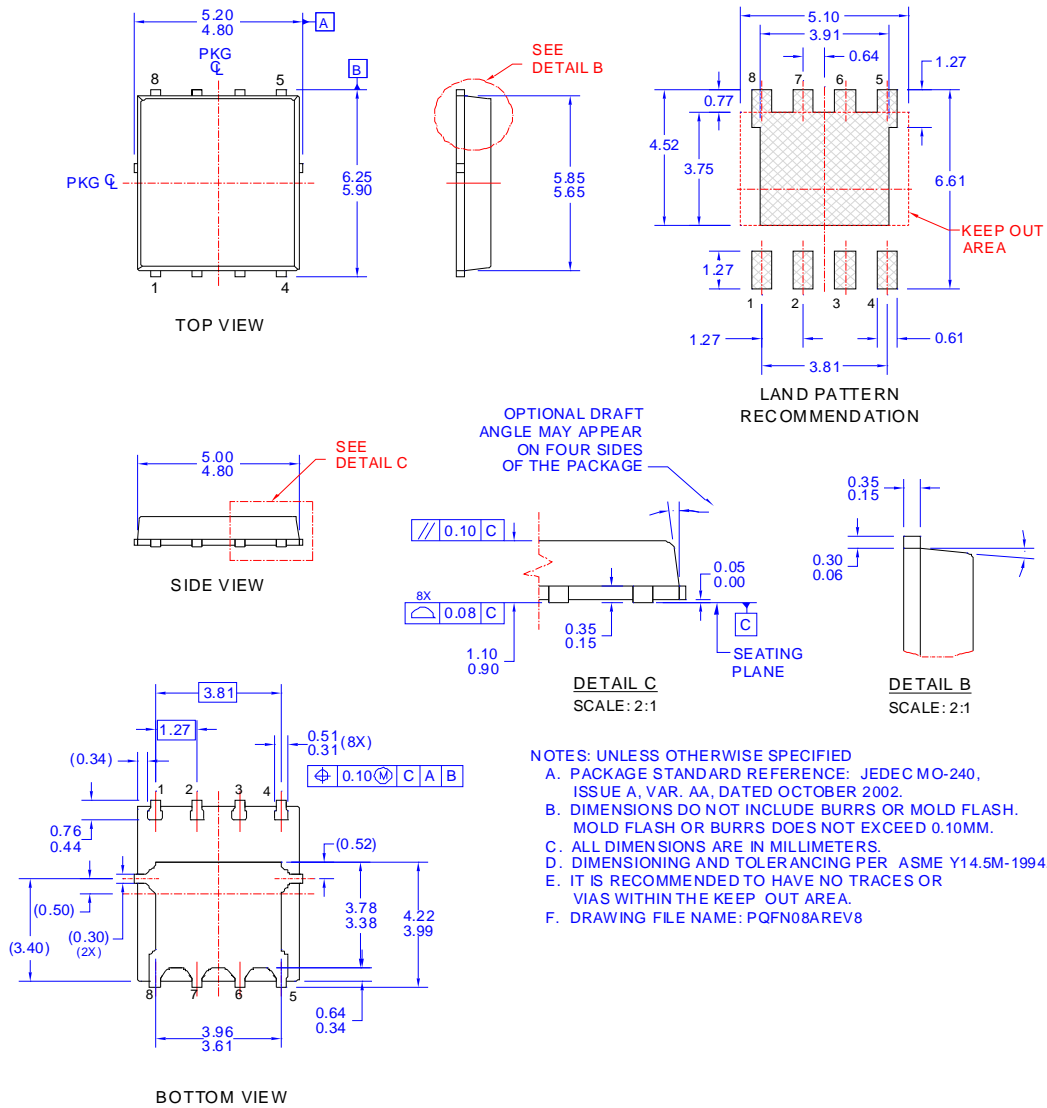 5.20
4.80
A
PKG
CL
B
8
5
PKG CL
6.25
5.90
1
4
TOP VIEW
SEE
DETAIL B
5.85
5.65
5.10
3.91
0.64
8
7
6
5
1.27
0.77
4.52
3.75
6.61
KEEP OUT
AREA
1.27
1
2
3
4
1.27
0.61
3.81
LAND PATTERN
RECOMMENDATION
5.00
4.80
SEE
DETAIL C
SIDE VIEW
OPTIONAL DRAFT
ANGLE MAY APPEAR
ON FOUR SIDES
OF THE PACKAGE
// 0.10 C
8X
⌓ 0.08 C
1.10
0.90
0.35
0.15
0.05
0.00
C
SEATING
PLANE
DETAIL C
SCALE: 2:1
0.35
0.15
0.30
0.06
DETAIL B
SCALE: 2:1
3.81
1.27
(0.34)
0.51
0.31 (8X)
⌖ 0.10 Ⓜ C A B
1
2
3
4
0.76
0.44
(0.52)
(0.50)
(0.30)
(2X)
(3.40)
3.78
3.38
4.22
3.99
8
7
6
5
0.64
0.34
3.96
3.61
BOTTOM VIEW
NOTES: UNLESS OTHERWISE SPECIFIED
A. PACKAGE STANDARD REFERENCE: JEDEC MO-240,
ISSUE A, VAR. AA, DATED OCTOBER 2002.
B. DIMENSIONS DO NOT INCLUDE BURRS OR MOLD FLASH.
MOLD FLASH OR BURRS DOES NOT EXCEED 0.10MM.
C. ALL DIMENSIONS ARE IN MILLIMETERS.
D. DIMENSIONING AND TOLERANCING PER ASME Y14.5M-1994
E. IT IS RECOMMENDED TO HAVE NO TRACES OR
VIAS WITHIN THE KEEP OUT AREA.
F. DRAWING FILE NAME: PQFN08AREV8